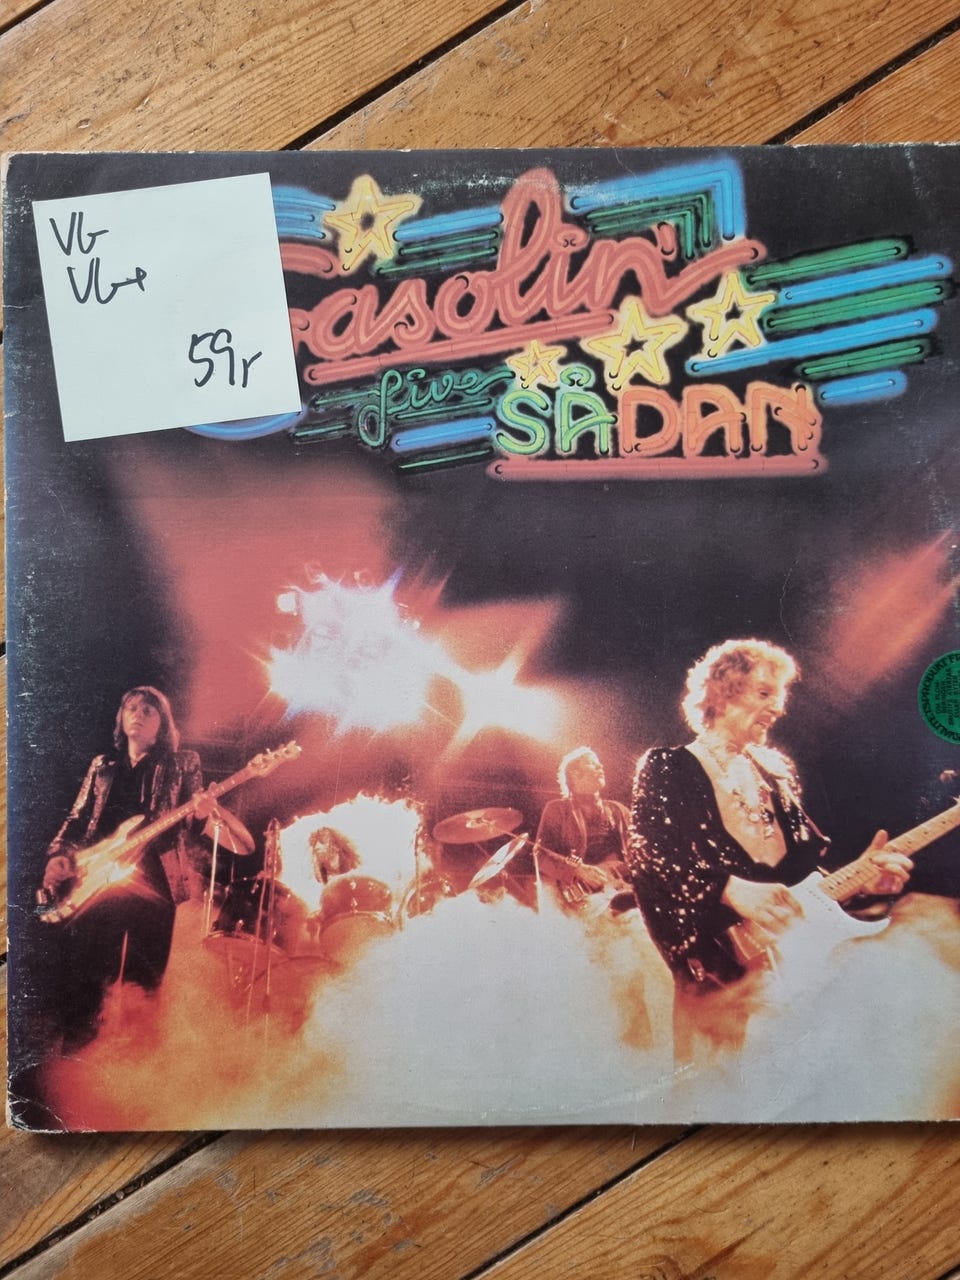 VG
VG+
59r
asolin'
Live
SÅDAN